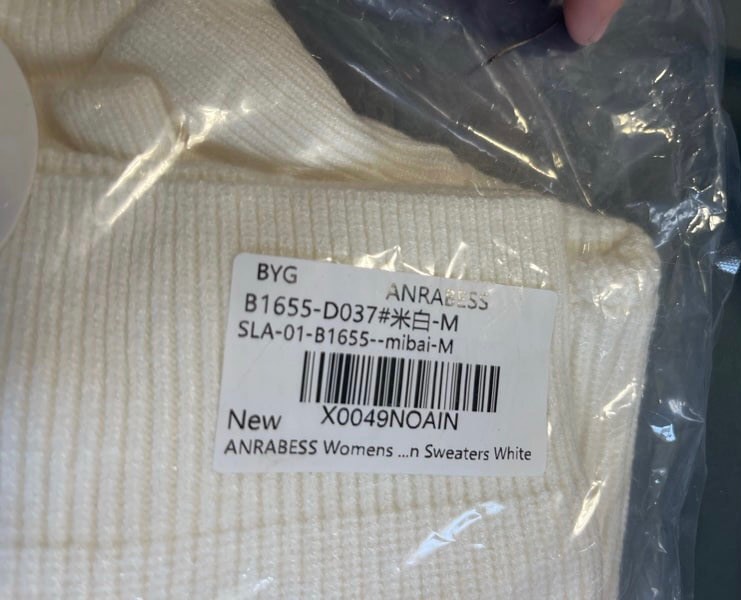 BYG
ANRABESS
B1655-D037#米白-M
SLA-01-B1655--mibai-M
X0049NOAIN
New
ANRABESS Womens ...n Sweaters White